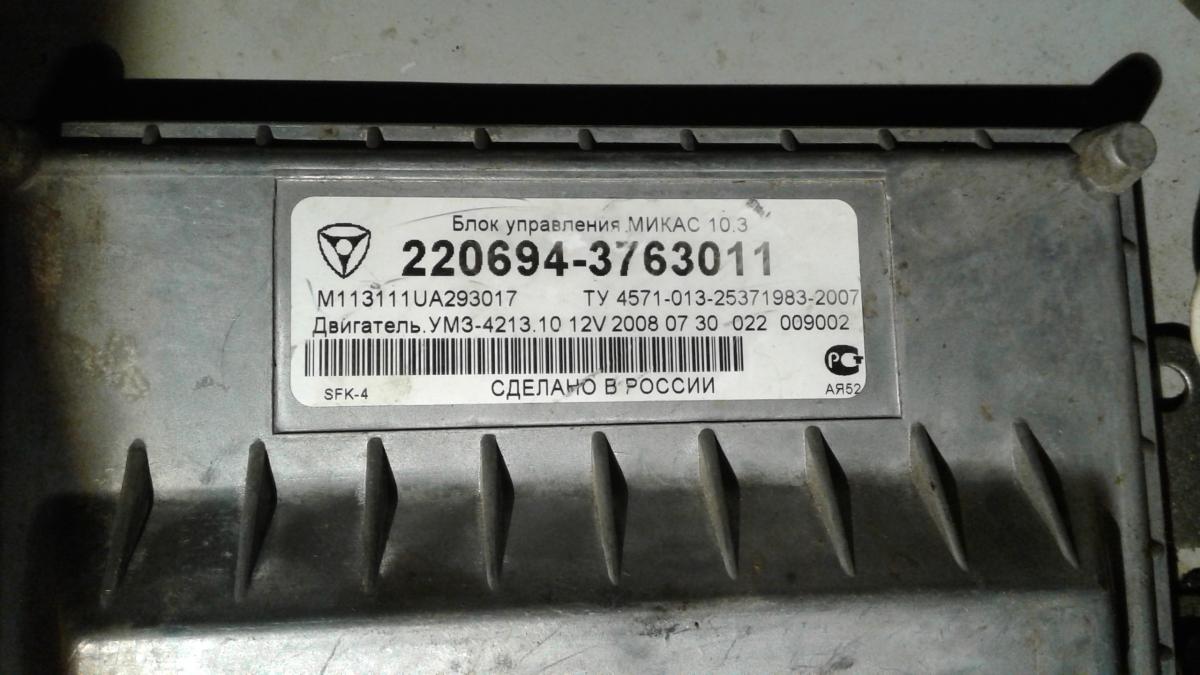 Блок управления МИКАС 10.3
220694-3763011
М113111UA293017 ТУ 4571-013-25371983-2007
Двигатель.УМЗ-4213.10 12V 2008 07 30 022 009002
SFK-4 СДЕЛАНО В РОССИИ АЯ52